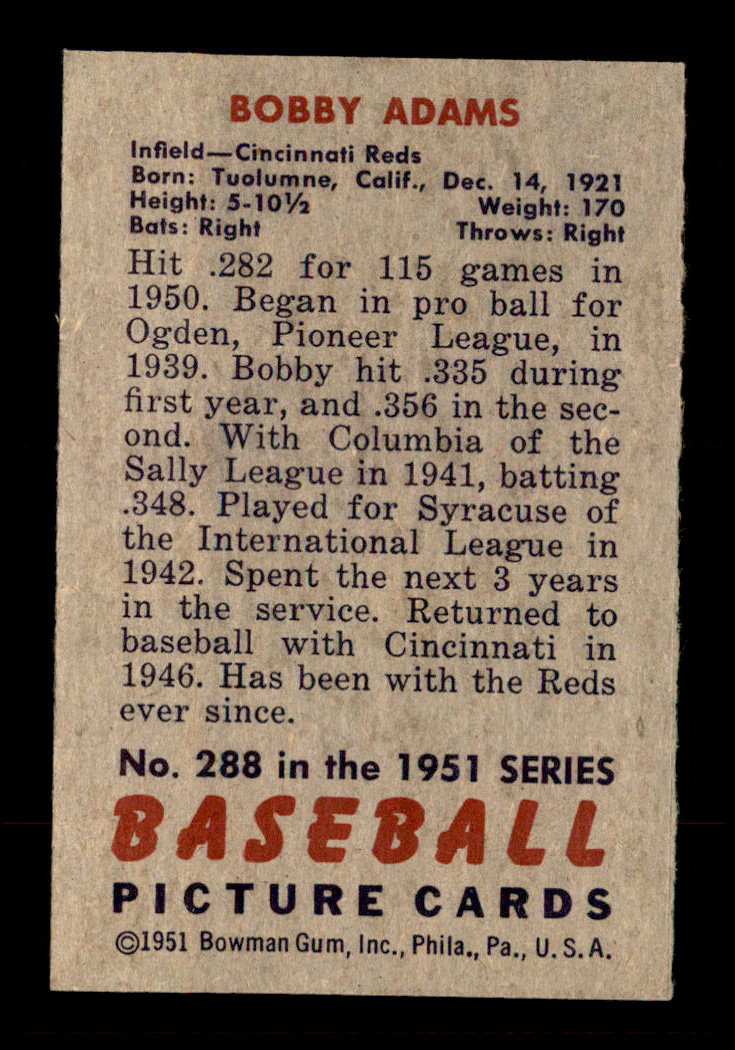 BOBBY ADAMS
Infield—Cincinnati Reds
Born: Tuolumne, Calif., Dec. 14, 1921
Height: 5-10½ Weight: 170
Bats: Right Throws: Right
Hit .282 for 115 games in
1950. Began in pro ball for
Ogden, Pioneer League, in
1939. Bobby hit .335 during
first year, and .356 in the sec-
ond. With Columbia of the
Sally League in 1941, batting
.348. Played for Syracuse of
the International League in
1942. Spent the next 3 years
in the service. Returned to
baseball with Cincinnati in
1946. Has been with the Reds
ever since.
No. 288 in the 1951 SERIES
BASEBALL
PICTURE CARDS
©1951 Bowman Gum, Inc., Phila., Pa., U.S.A.